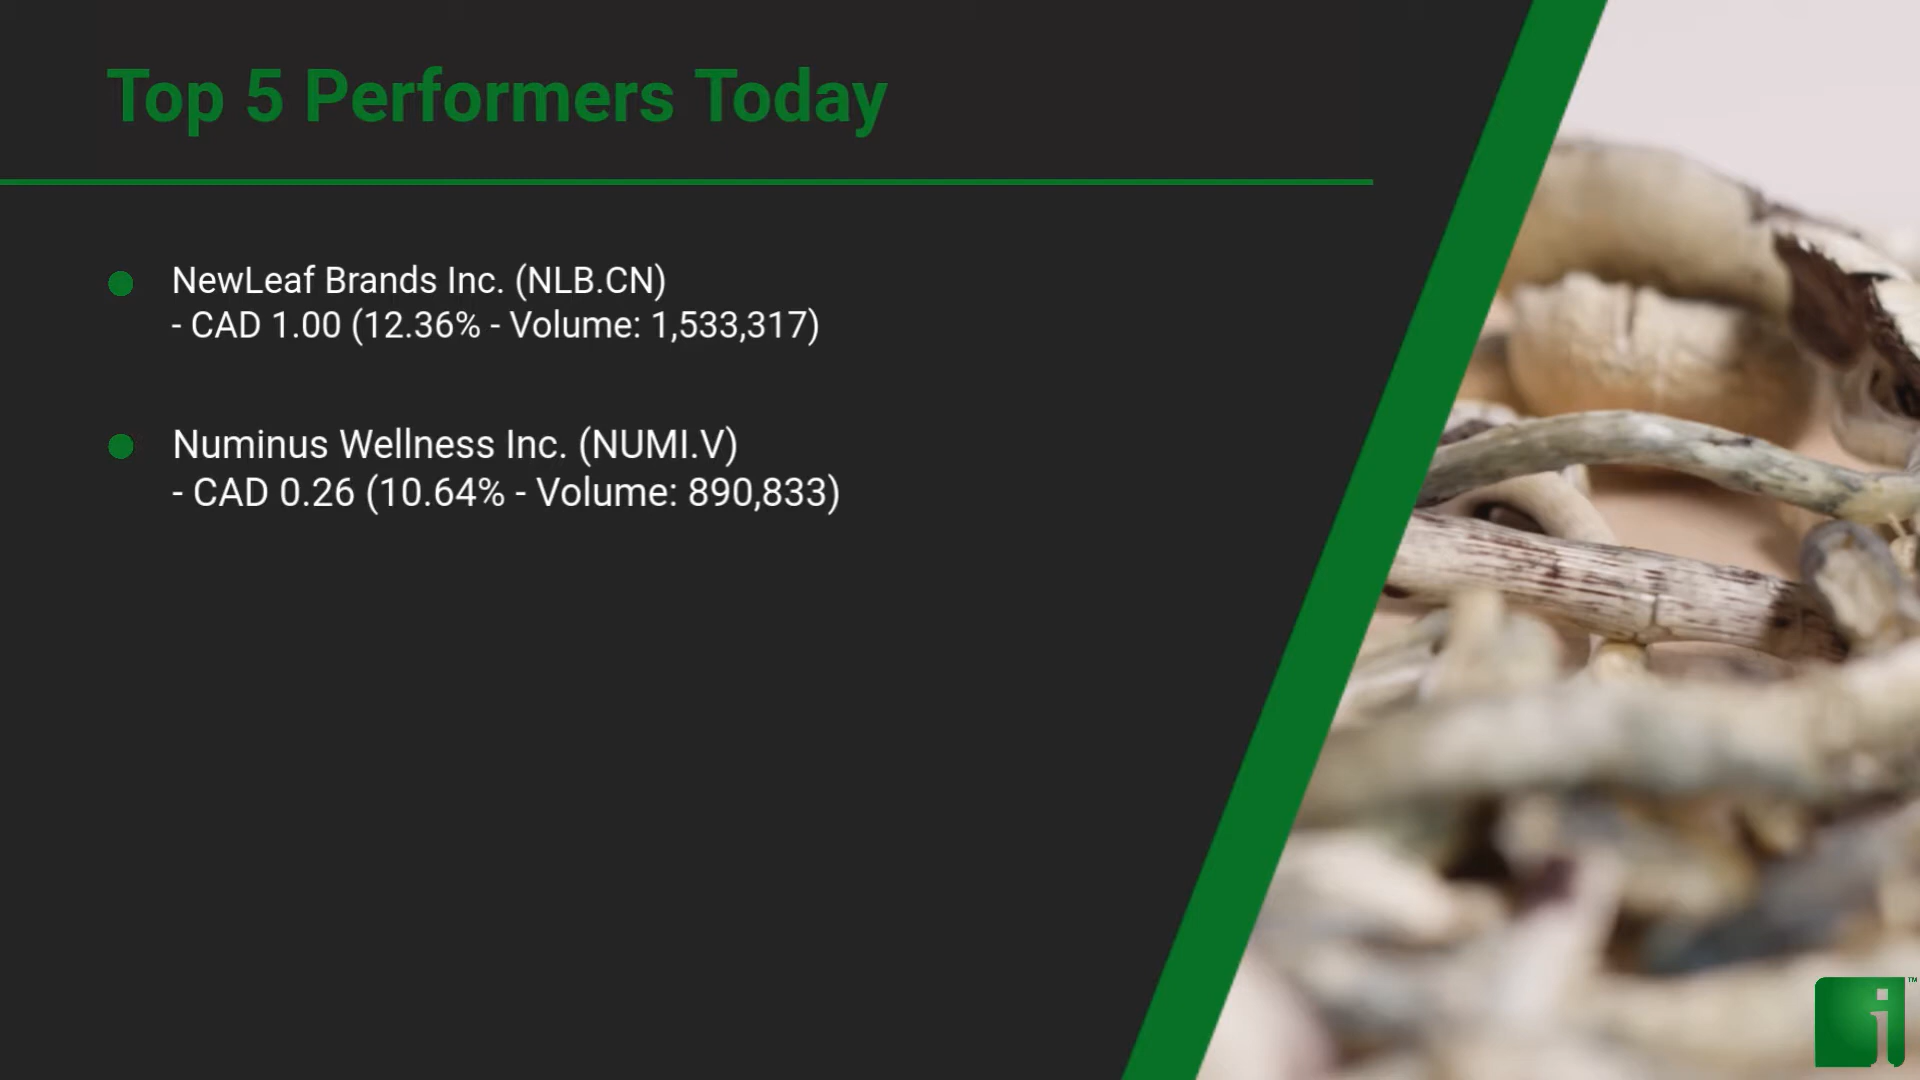 Top 5 Performers Today
NewLeaf Brands Inc. (NLB.CN)
- CAD 1.00 (12.36% - Volume: 1,533,317)
Numinus Wellness Inc. (NUMI.V)
- CAD 0.26 (10.64% - Volume: 890,833)
i
™